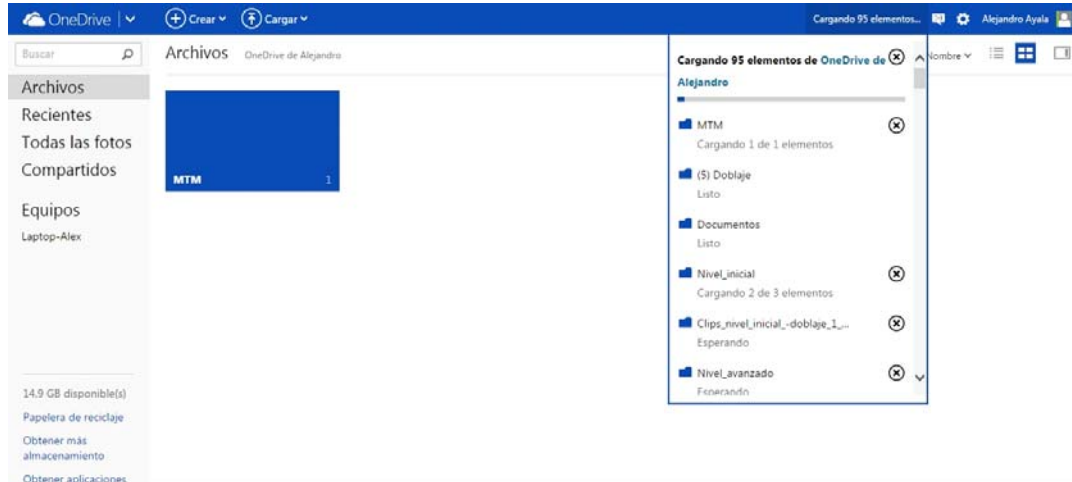 OneDrive
Crear
Cargar
Cargando 95 elementos...
Alejandro Ayala
Buscar
Archivos
OneDrive de Alejandro
Nombre
Archivos
Recientes
Todas las fotos
Compartidos
Equipos
Laptop-Alex
14.9 GB disponible(s)
Papelera de reciclaje
Obtener más
almacenamiento
Obtener aplicaciones
MTM 1
Cargando 95 elementos de OneDrive de
Alejandro
MTM
Cargando 1 de 1 elementos
(5) Doblaje
Listo
Documentos
Listo
Nivel_inicial
Cargando 2 de 3 elementos
Clips_nivel_inicial_-doblaje_1_...
Esperando
Nivel_avanzado
Esperando